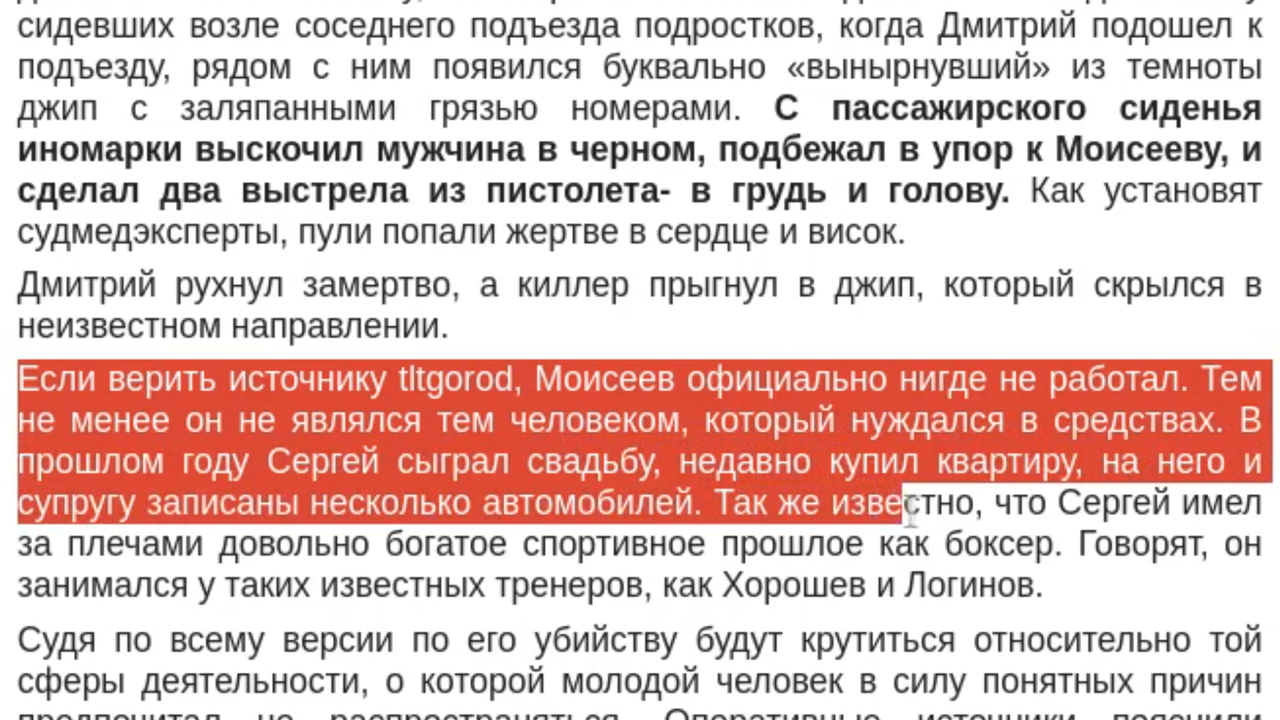 сидевших возле соседнего подъезда подростков, когда Дмитрий подошел к
подъезду, рядом с ним появился буквально «вынырнувший» из темноты
джип с заляпанными грязью номерами. С пассажирского сиденья
иномарки выскочил мужчина в черном, подбежал в упор к Моисееву, и
сделал два выстрела из пистолета- в грудь и голову. Как установят
судмедэксперты, пули попали жертве в сердце и висок.
Дмитрий рухнул замертво, а киллер прыгнул в джип, который скрылся в
неизвестном направлении.
Если верить источнику tltgorod, Моисеев официально нигде не работал. Тем
не менее он не являлся тем человеком, который нуждался в средствах. В
прошлом году Сергей сыграл свадьбу, недавно купил квартиру, на него и
супругу записаны несколько автомобилей. Так же известно, что Сергей имел
за плечами довольно богатое спортивное прошлое как боксер. Говорят, он
занимался у таких известных тренеров, как Хорошев и Логинов.
Судя по всему версии по его убийству будут крутиться относительно той
сферы деятельности, о которой молодой человек в силу понятных причин
предпочитал не распространяться. Оперативные источники пояснили